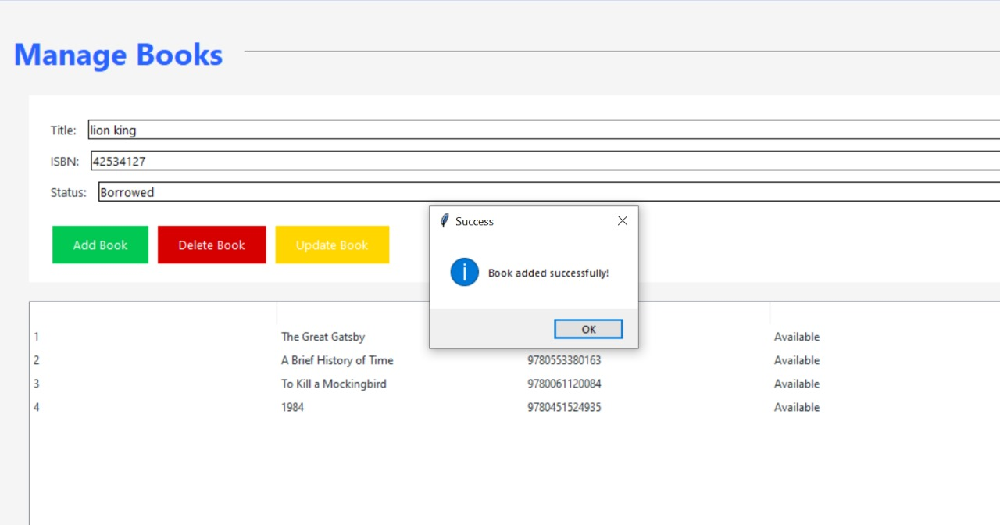 Manage Books
Title: lion king
ISBN: 42534127
Status: Borrowed
Add Book Delete Book Update Book
Success
Book added successfully!
OK
1 The Great Gatsby Available
2 A Brief History of Time 9780553380163 Available
3 To Kill a Mockingbird 9780061120084 Available
4 1984 9780451524935 Available